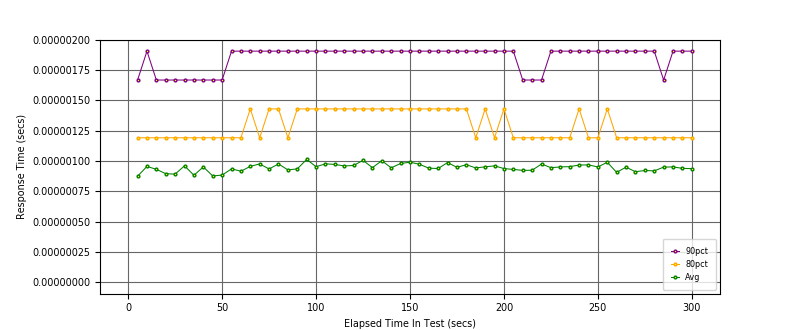 0.00000200
0.00000175
0.00000150
0.00000125
0.00000100
0.00000075
0.00000050
0.00000025
0.00000000
Response Time (secs)
90pct
80pct
Avg
0 50 100 150 200 250 300
Elapsed Time In Test (secs)